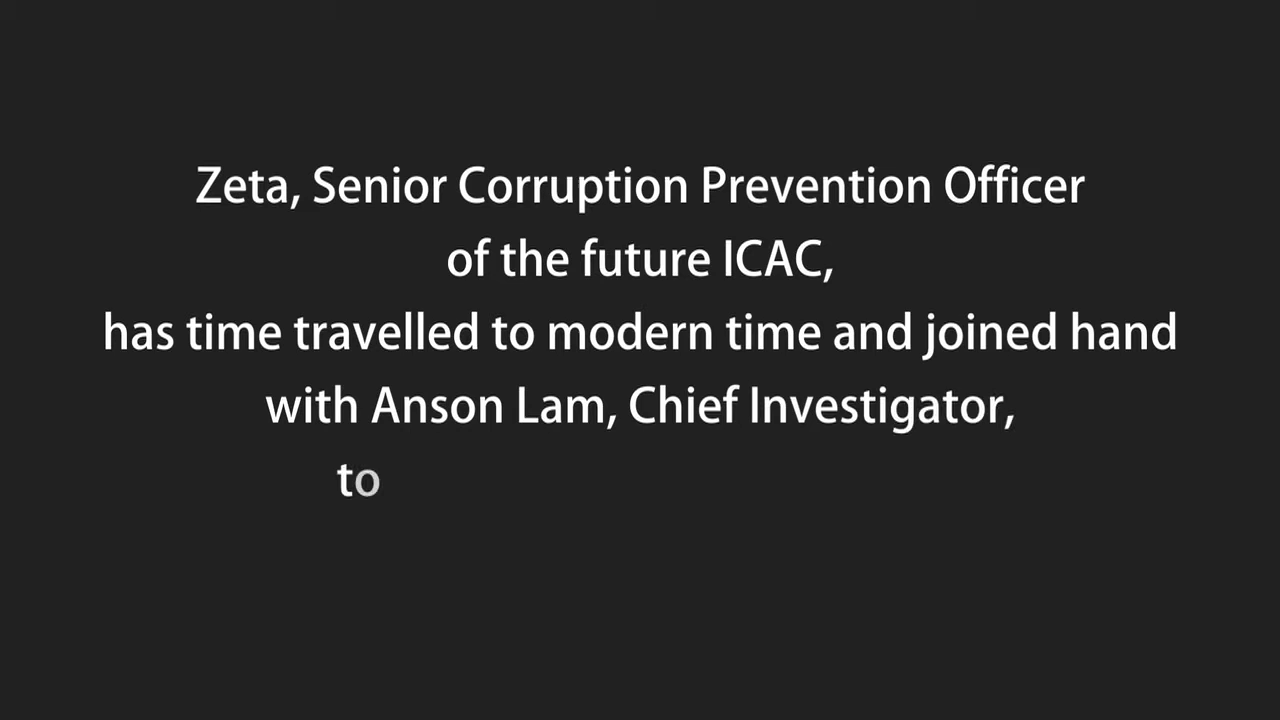 Zeta, Senior Corruption Prevention Officer
of the future ICAC,
has time travelled to modern time and joined hand
with Anson Lam, Chief Investigator,
to